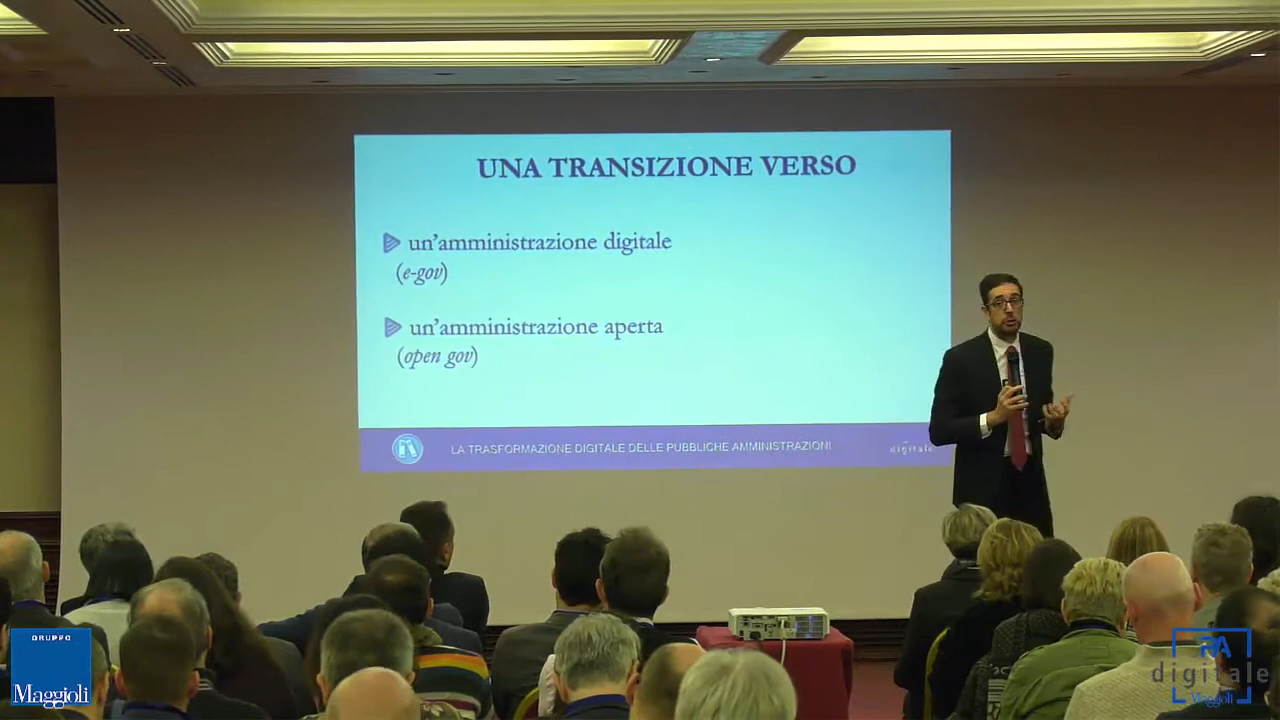 UNA TRANSIZIONE VERSO
un'amministrazione digitale
(e-gov)
un'amministrazione aperta
(open gov)
LA TRASFORMAZIONE DIGITALE DELLE PUBBLICHE AMMINISTRAZIONI
digitale
GRUPPO
Maggioli
PA
digitale
Maggioli